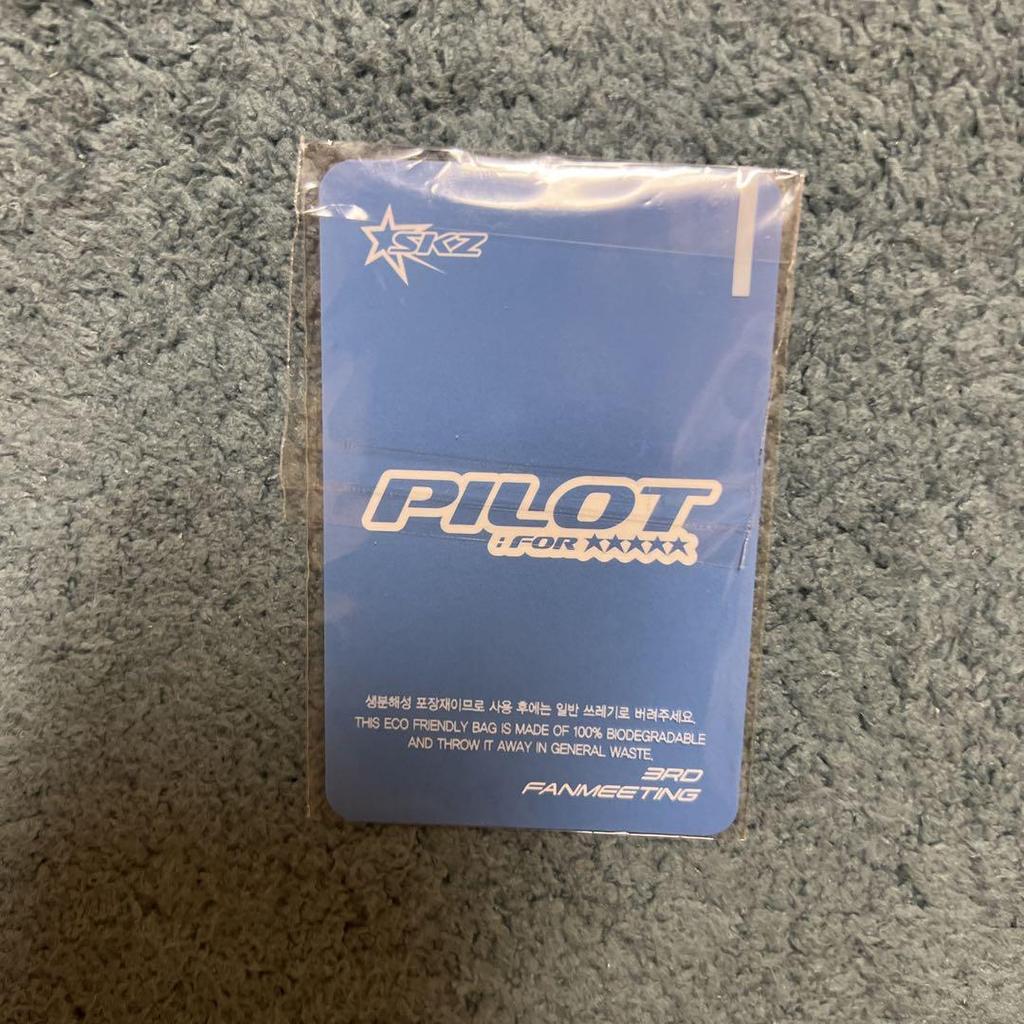 SKZ
PILOT
:FOR ★★★★★
생분해성 포장재이므로 사용 후에는 일반 쓰레기로 버려주세요.
THIS ECO FRIENDLY BAG IS MADE OF 100% BIODEGRADABLE
AND THROW IT AWAY IN GENERAL WASTE.
3RD
FANMEETING